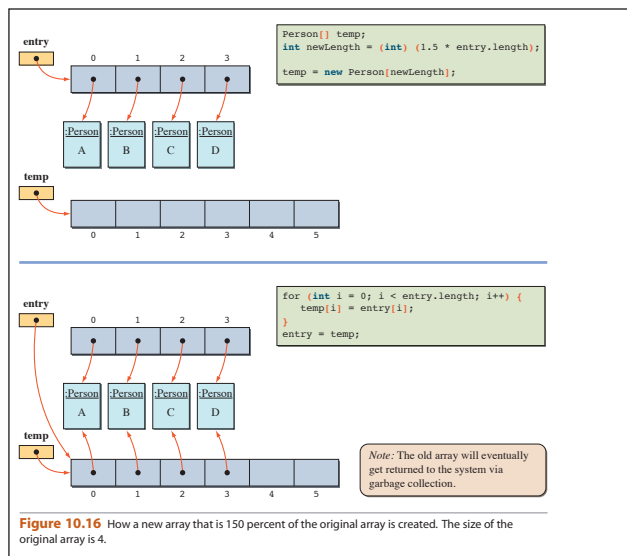 entry
0 1 2 3
:Person :Person :Person :Person
A B C D
temp
0 1 2 3 4 5
Person[] temp;
int newLength = (int) (1.5 * entry.length);
temp = new Person[newLength];
entry
0 1 2 3
:Person :Person :Person :Person
A B C D
temp
0 1 2 3 4 5
for (int i = 0; i < entry.length; i++) {
temp[i] = entry[i];
}
entry = temp;
Note: The old array will eventually
get returned to the system via
garbage collection.
Figure 10.16 How a new array that is 150 percent of the original array is created. The size of the
original array is 4.